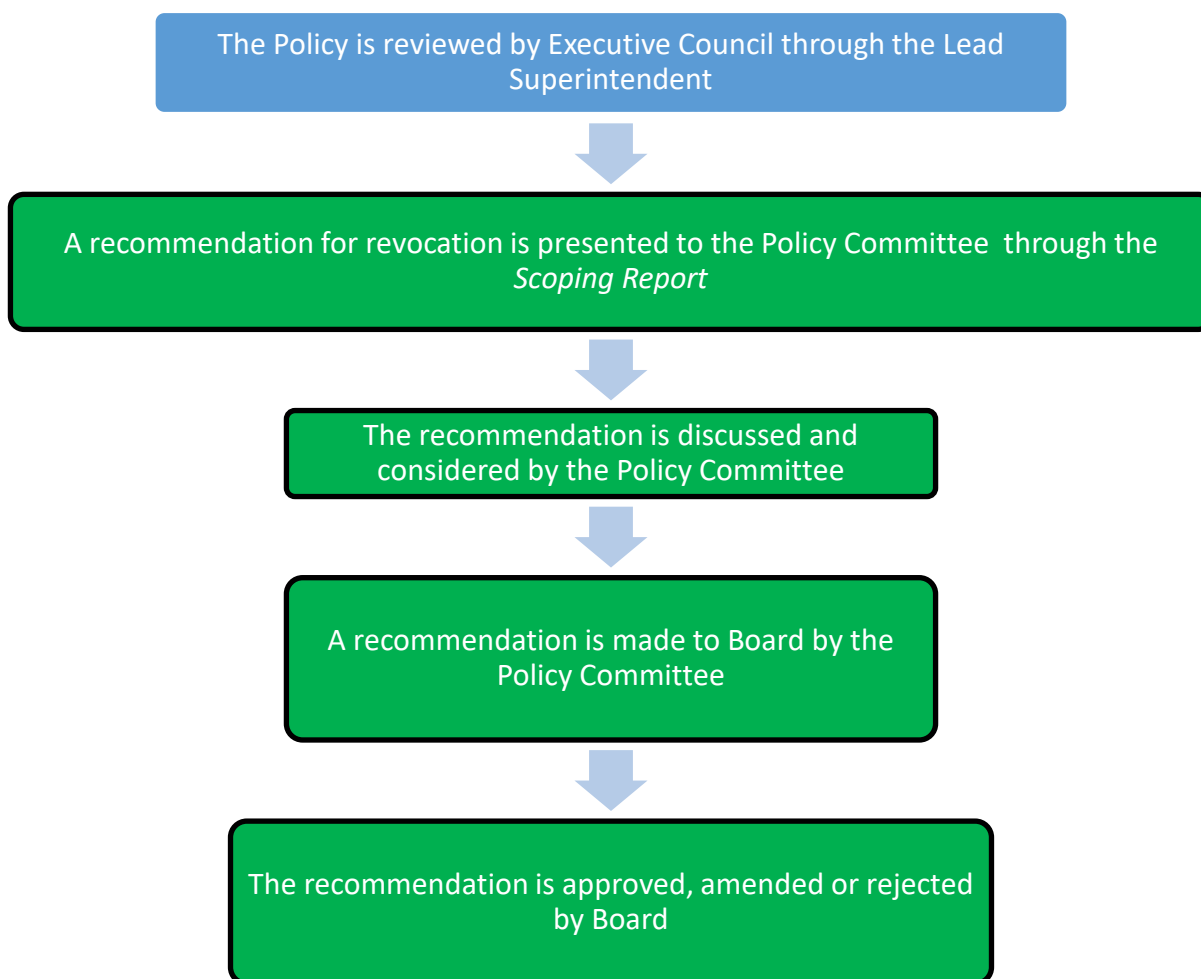 The Policy is reviewed by Executive Council through the Lead
Superintendent
A recommendation for revocation is presented to the Policy Committee  through the
Scoping Report
The recommendation is discussed and
considered by the Policy Committee
A recommendation is made to Board by the
Policy Committee
The recommendation is approved, amended or rejected
by Board